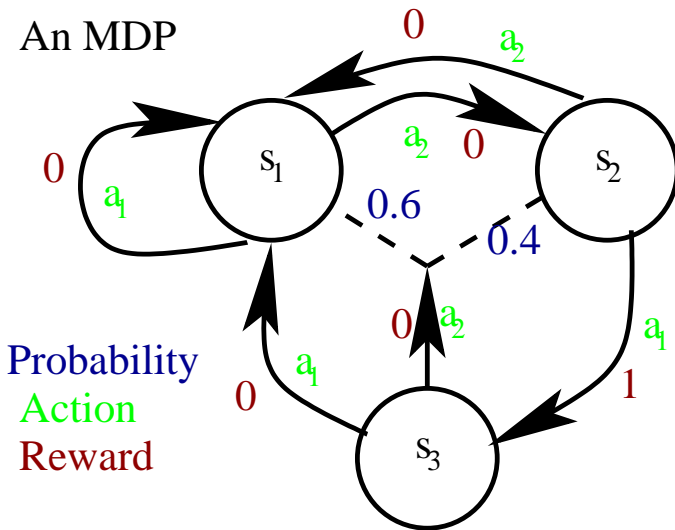 An MDP
0
a2
s1
a2
0
s2
0
a1
0.6
0.4
0
a2
a1
1
a1
0
s3
Probability
Action
Reward